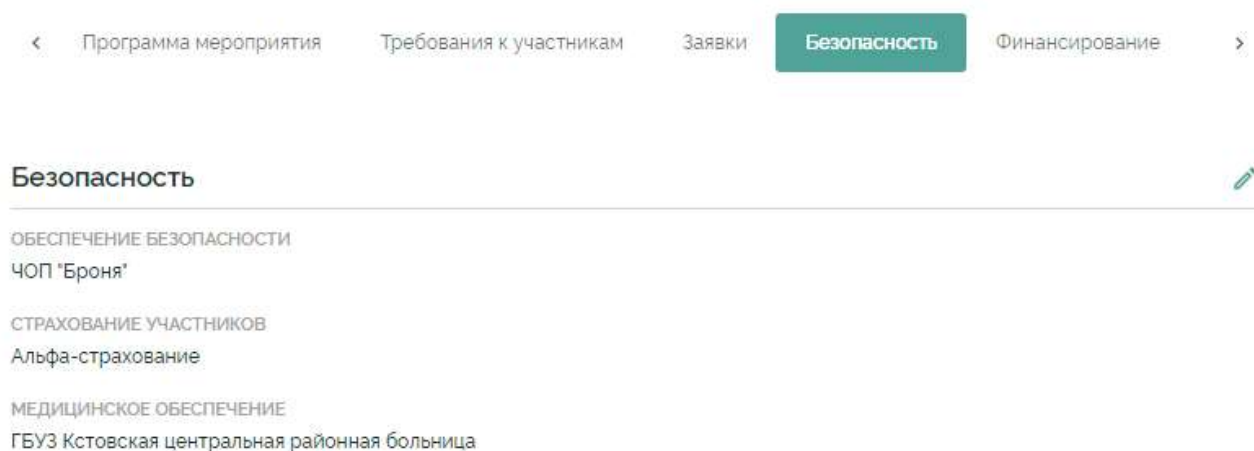 Программа мероприятия Требования к участникам Заявки Безопасность Финансирование
Безопасность
ОБЕСПЕЧЕНИЕ БЕЗОПАСНОСТИ
ЧОП "Броня"
СТРАХОВАНИЕ УЧАСТНИКОВ
Альфа-страхование
МЕДИЦИНСКОЕ ОБЕСПЕЧЕНИЕ
ГБУЗ Кстовская центральная районная больница